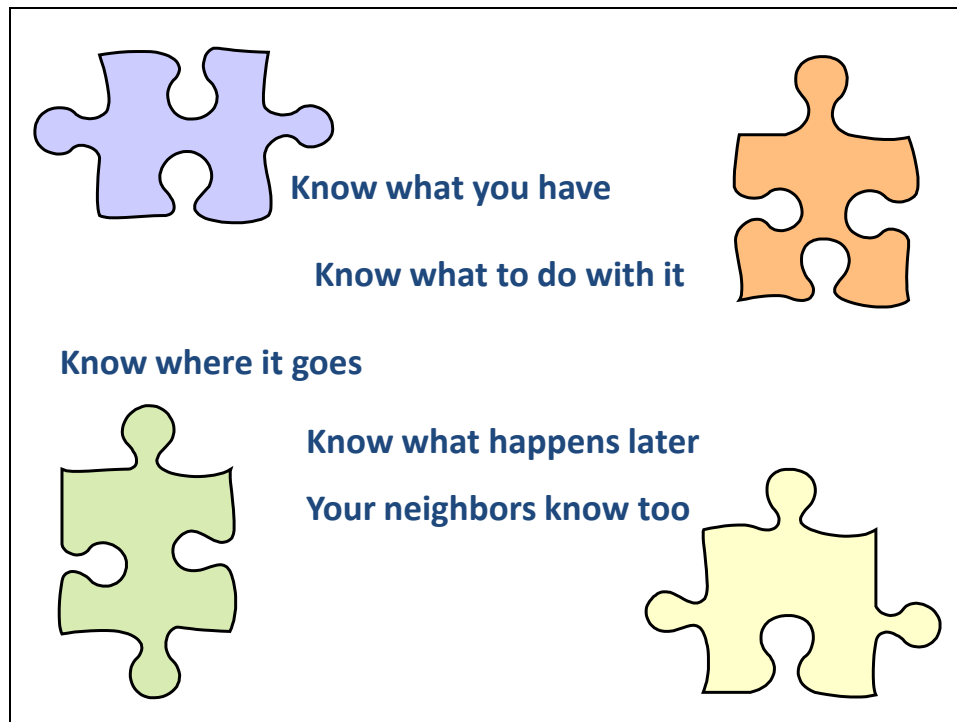 Know what you have
Know what to do with it
Know where it goes
Know what happens later
Your neighbors know too